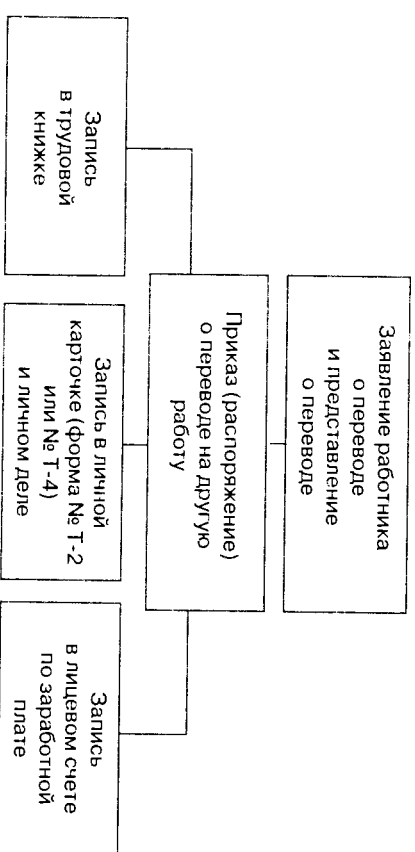 Заявление работника
о переводе
и представление
о переводе
Приказ (распоряжение)
о переводе на другую
работу
Запись
в трудовой
книжке
Запись в личной
карточке (форма № Т-2
или № Т-4)
и личном деле
Запись
в лицевом счете
по заработной
плате